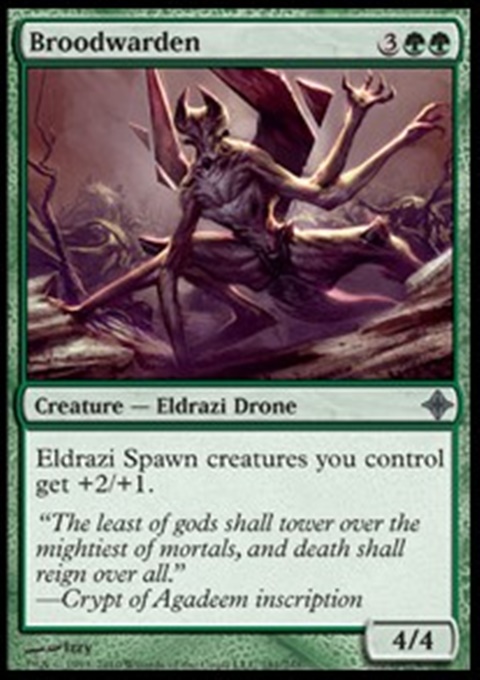 Broodwarden 3
Creature — Eldrazi Drone
Eldrazi Spawn creatures you control
get +2/+1.
“The least of gods shall tower over the
mightiest of mortals, and death shall
reign over all.”
—Crypt of Agadeem inscription
4/4
Izzy